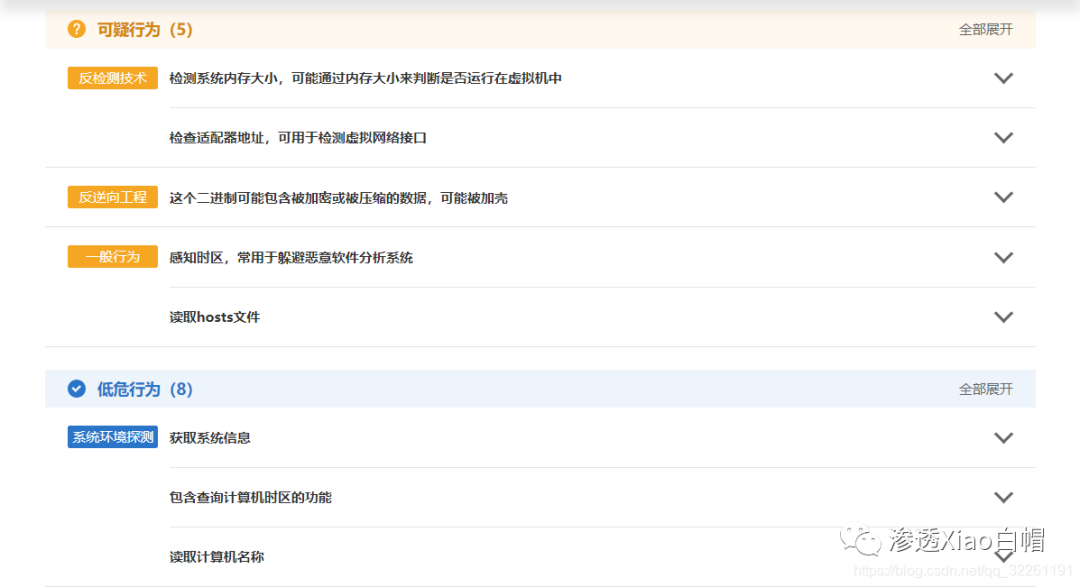 可疑行为（5）
全部展开
反检测技术 检测系统内存大小，可能通过内存大小来判断是否运行在虚拟机中
检查适配器地址，可用于检测虚拟网络接口
反逆向工程 这个二进制可能包含被加密或被压缩的数据，可能被加壳
一般行为 感知时区，常用于躲避恶意软件分析系统
读取hosts文件
低危行为（8）
全部展开
系统环境探测 获取系统信息
包含查询计算机时区的功能
读取计算机名称
渗透Xiao白帽
https://blog.csdn.net/qq_32261191